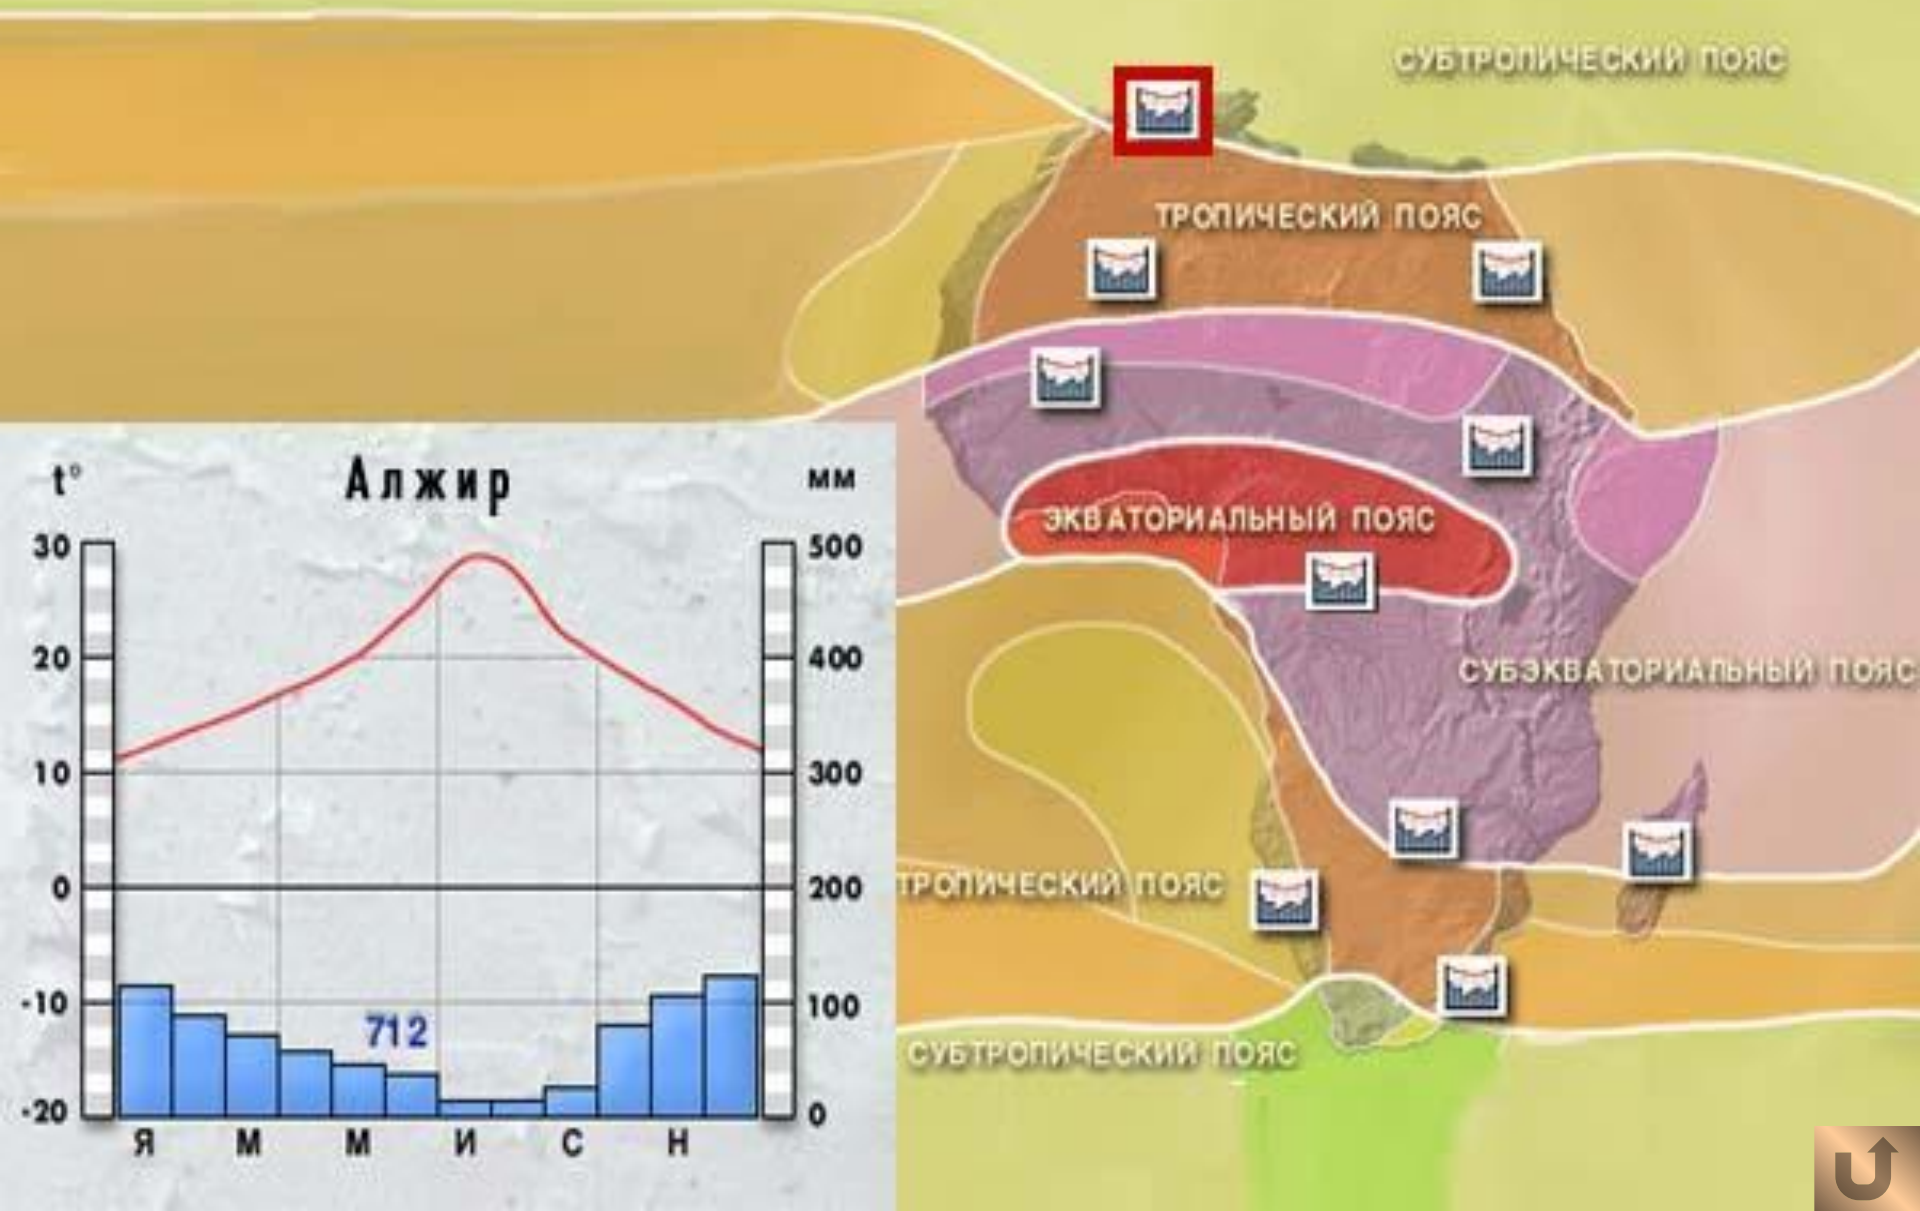 СУБТРОПИЧЕСКИЙ ПОЯС
ТРОПИЧЕСКИЙ ПОЯС
ЭКВАТОРИАЛЬНЫЙ ПОЯС
СУБЭКВАТОРИАЛЬНЫЙ ПОЯС
ТРОПИЧЕСКИЙ ПОЯС
СУБТРОПИЧЕСКИЙ ПОЯС
t° Алжир мм
30 500
20 400
10 300
0 200
-10 100
712
-20 0
Я М М И С Н